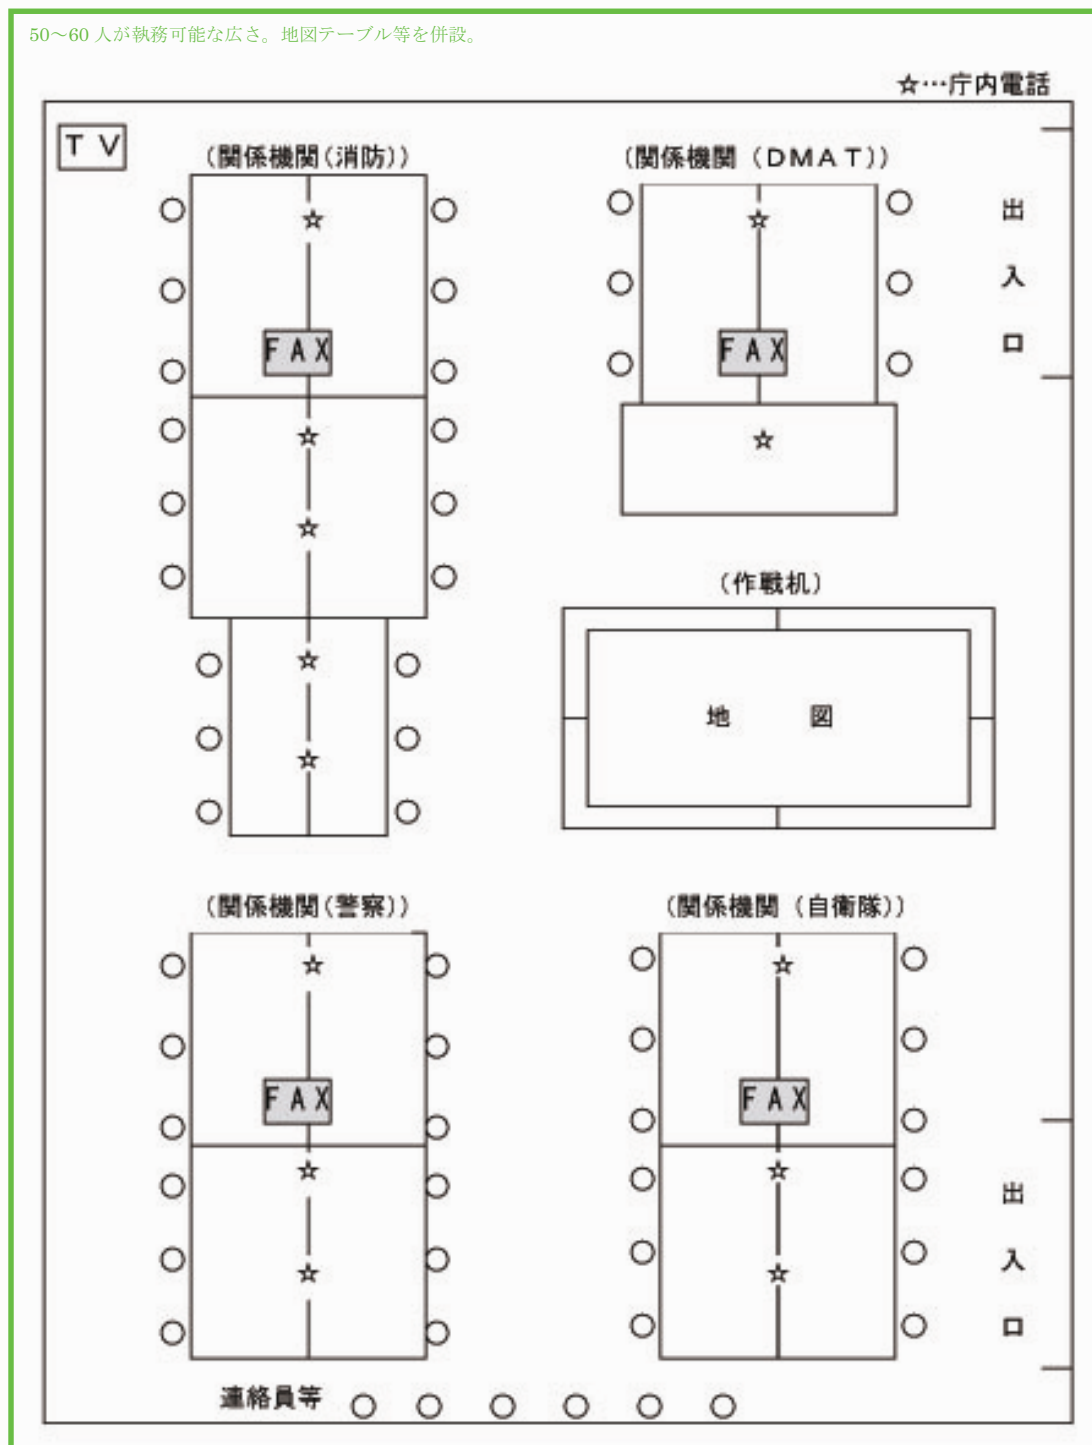 50～60 人が執務可能な広さ。地図テーブル等を併設。
☆…庁内電話
ＴＶ
（関係機関（消防））
（関係機関（ＤＭＡＴ））
☆
☆
出入口
ＦＡＸ
ＦＡＸ
☆
☆
☆
（作戦机）
☆
地図
☆
（関係機関（警察））
（関係機関（自衛隊））
☆
☆
ＦＡＸ
ＦＡＸ
☆
☆
出入口
☆
☆
連絡員等